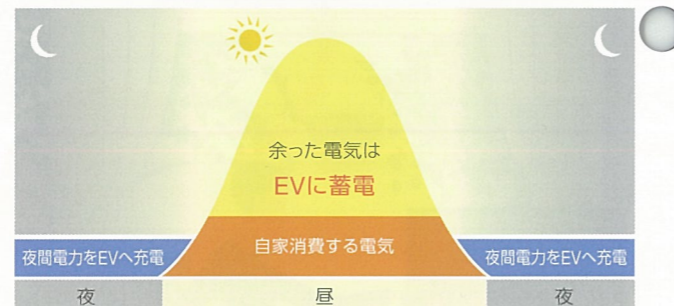 余った電気は
EVに蓄電
自家消費する電気
夜間電力をEVへ充電
夜間電力をEVへ充電
夜
昼
夜